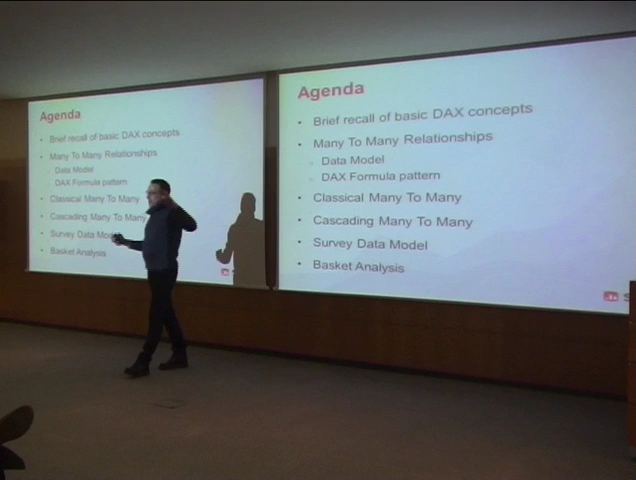 Agenda
Brief recall of basic DAX concepts
Many To Many Relationships
Data Model
DAX Formula pattern
Classical Many To Many
Cascading Many To Many
Survey Data Mo
Basket Analysis
Agenda
Brief recall of basic DAX concepts
Many To Many Relationships
Data Model
DAX Formula pattern
Classical Many To Many
Cascading Many To Many
Survey Data Model
Basket Analysis